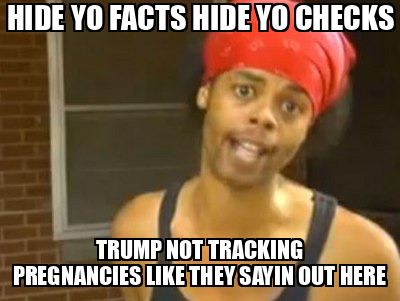 HIDE YO FACTS HIDE YO CHECKS
TRUMP NOT TRACKING
PREGNANCIES LIKE THEY SAYIN OUT HERE